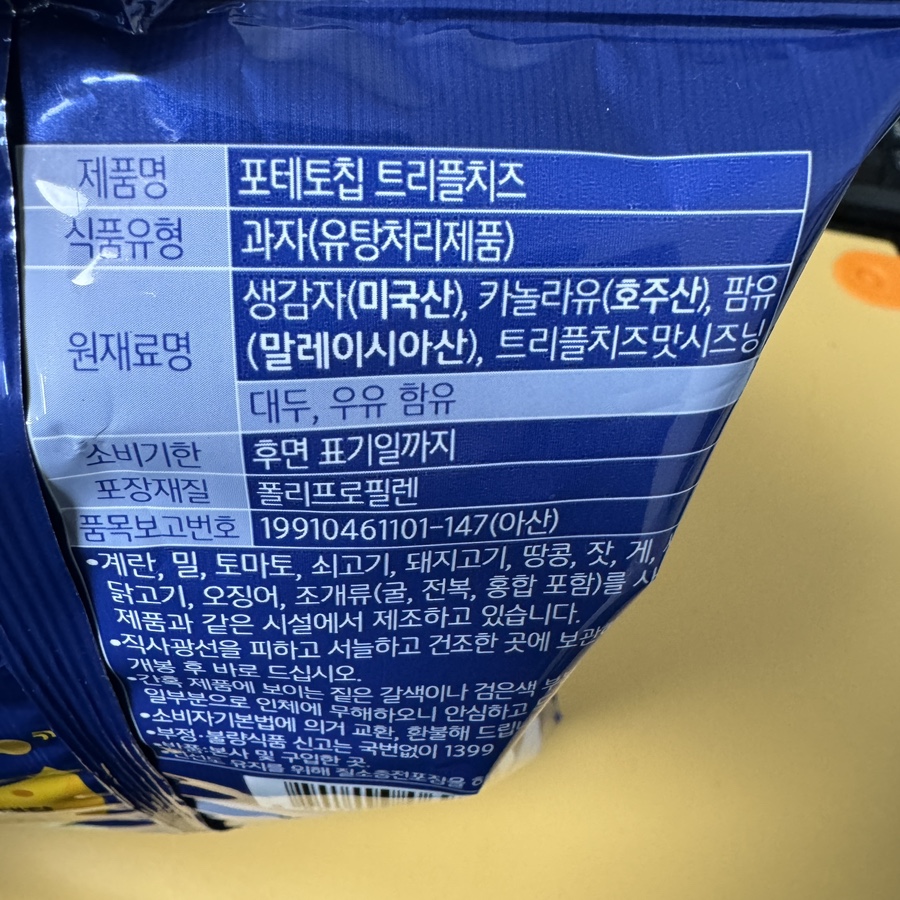 제품명 포테토칩 트리플치즈
식품유형 과자(유탕처리제품)
원재료명 생감자(미국산), 카놀라유(호주산), 팜유
(말레이시아산), 트리플치즈맛시즈닝
대두, 우유 함유
소비기한 후면 표기일까지
포장재질 폴리프로필렌
품목보고번호 19910461101-147(아산)
•계란, 밀, 토마토, 쇠고기, 돼지고기, 땅콩, 잣, 게,
닭고기, 오징어, 조개류(굴, 전복, 홍합 포함)를
제품과 같은 시설에서 제조하고 있습니다.
•직사광선을 피하고 서늘하고 건조한 곳에
개봉 후 바로 드십시오.
•간혹 제품에 보이는 짙은 갈색이나 검은색
일부분으로 인체에 무해하오니 안심하고
•소비자기본법에 의거 교환, 환불해
•부정·불량식품 신고는 국번없이 1399
본사 및 구입한 곳.
유지를 위해 질소충전포장을